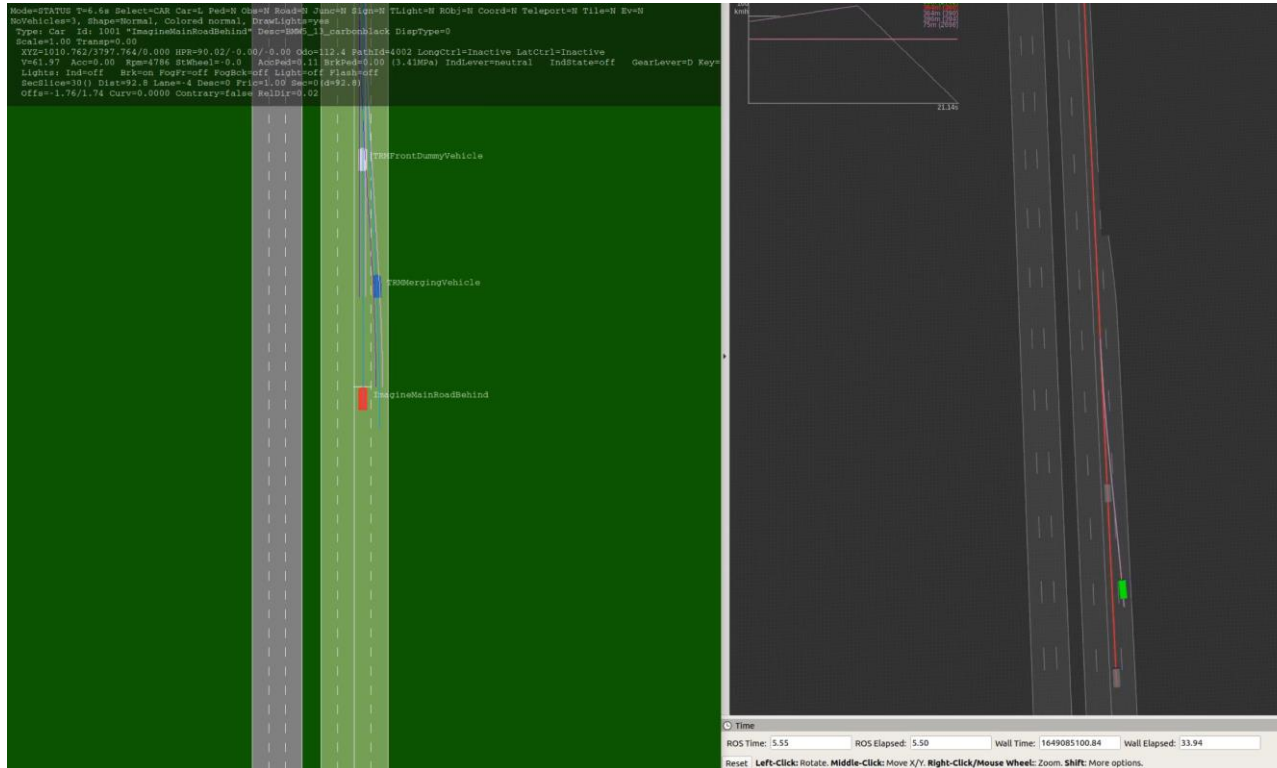 Mode=STATUS T=6.6s Select=CAR Car=L Ped=N Obs=N Road=N Junc=N Sign=N TLight=N RObj=N Coord=N Teleport=N Tile=N Ev=N
NoVehicles=3, Shape=Normal, Colored normal, DrawLights=yes
Type: Car Id: 1001 "ImagineMainRoadBehind" Desc=BMW5_13_carbonblack DispType=0
Scale=1.00 Transp=0.00
XYZ=1010.762/3797.764/0.000 HPR=90.02/-0.00/-0.00 Odo=112.4 PathId=4002 LongCtrl=Inactive LatCtrl=Inactive
V=61.97 Acc=0.00 Rpm=4786 StWheel=-0.0 AccPed=0.11 BrkPed=0.00 (3.41MPa) IndLever=neutral IndState=off GearLever=D Key=
Lights: Ind=off Brk=on FogFr=off FogBck=off Light=off Flash=off
SecSlice=30() Dist=92.8 Lane=-4 Desc=0 Fric=1.00 Sec=0(d=92.8)
Offs=-1.76/1.74 Curv=0.0000 Contrary=false RelDir=0.02
TRMFrontDummyVehicle
TRMMergingVehicle
ImagineMainRoadBehind
km/h
21.14s
Time
ROS Time: 5.55 ROS Elapsed: 5.50 Wall Time: 1649085100.84 Wall Elapsed: 33.94
Reset Left-Click: Rotate. Middle-Click: Move X/Y. Right-Click/Mouse Wheel:: Zoom. Shift: More options.